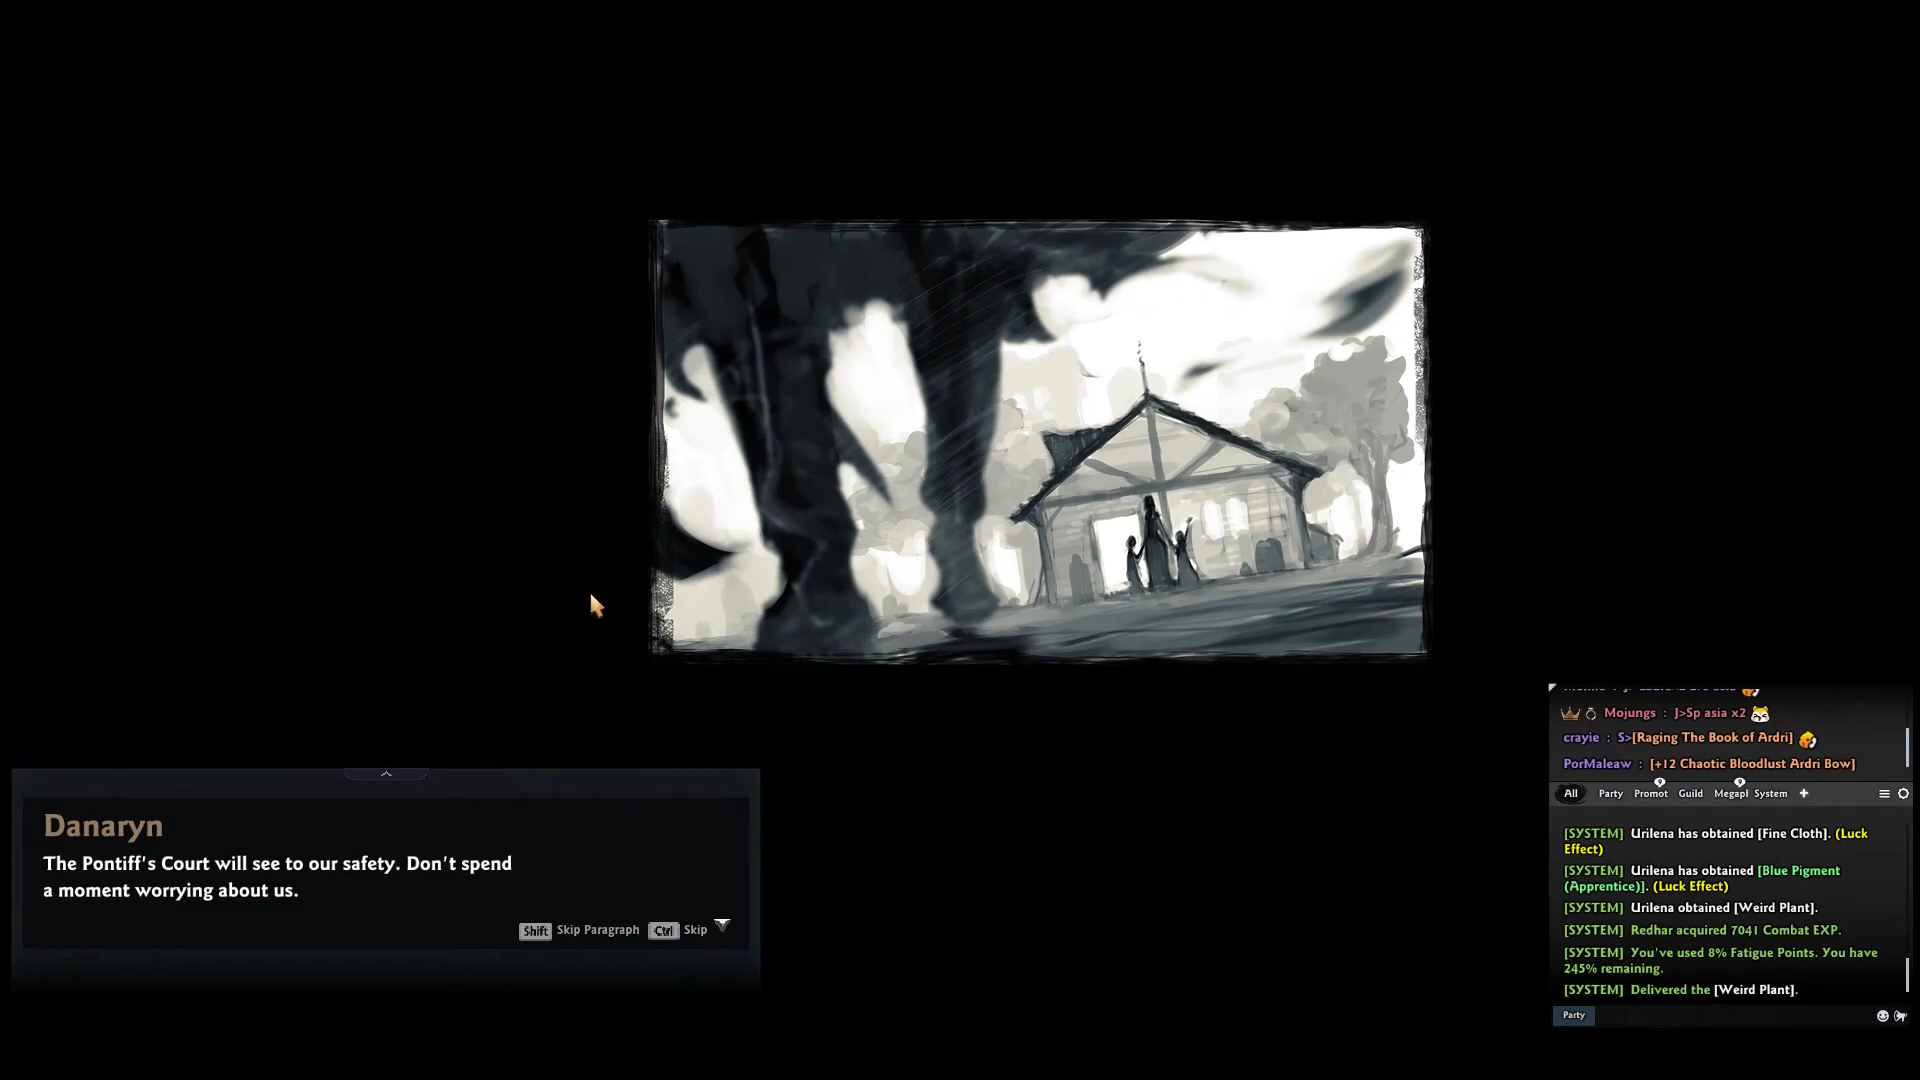 Mojungs : J>Sp asia x2
crayie : S>[Raging The Book of Ardri]
PorMaleaw : [+12 Chaotic Bloodlust Ardri Bow]
All Party Promot Guild Megapl System +
[SYSTEM] Urilena has obtained [Fine Cloth]. (Luck
Effect)
[SYSTEM] Urilena has obtained [Blue Pigment
(Apprentice)]. (Luck Effect)
[SYSTEM] Urilena obtained [Weird Plant].
[SYSTEM] Redhar acquired 7041 Combat EXP.
[SYSTEM] You've used 8% Fatigue Points. You have
245% remaining.
[SYSTEM] Delivered the [Weird Plant].
Party
Danaryn
The Pontiff's Court will see to our safety. Don't spend
a moment worrying about us.
Shift Skip Paragraph Ctrl Skip